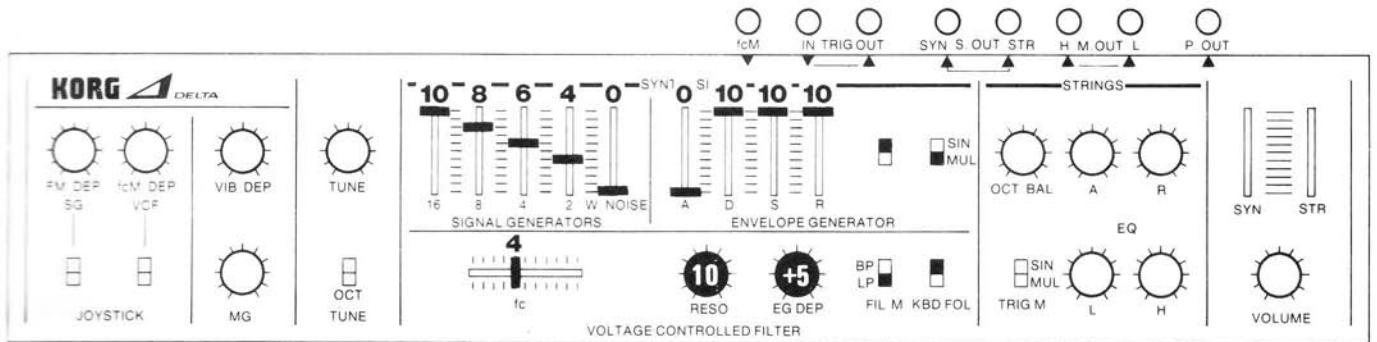 fcM IN TRIG OUT SYN S. OUT STR H M. OUT L P OUT
KORG DELTA
SYNT SI
STRINGS
10 8 6 4 0
0 10 10 10
SIN
MUL
FM DEP fcM DEP
SG VCF
VIB DEP
TUNE
16 8 4 2 W NOISE
A D S R
OCT BAL A R
SYN STR
SIGNAL GENERATORS
ENVELOPE GENERATOR
EQ
4
fc
10
RESO
+5
EG DEP
BP
LP
FIL M KBD FOL
SIN
MUL
TRIG M
L H
JOYSTICK
MG
OCT
TUNE
VOLUME
VOLTAGE CONTROLLED FILTER